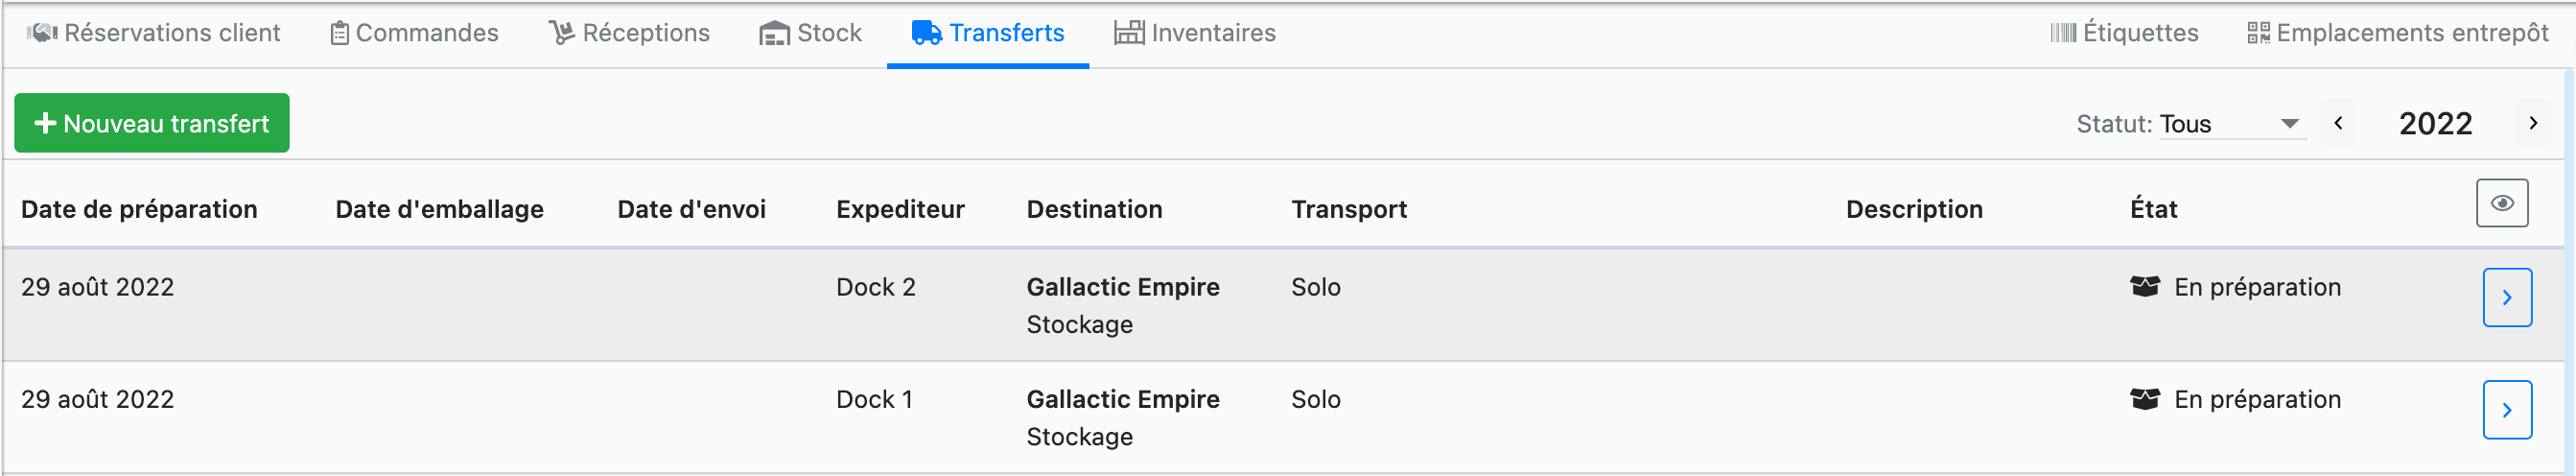 Réservations client Commandes Réceptions Stock Transferts Inventaires Étiquettes Emplacements entrepôt
Nouveau transfert Statut: Tous 2022
Date de préparation Date d'emballage Date d'envoi Expediteur Destination Transport Description État
29 août 2022 Dock 2 Gallactic Empire Solo En préparation
Stockage
29 août 2022 Dock 1 Gallactic Empire Solo En préparation
Stockage